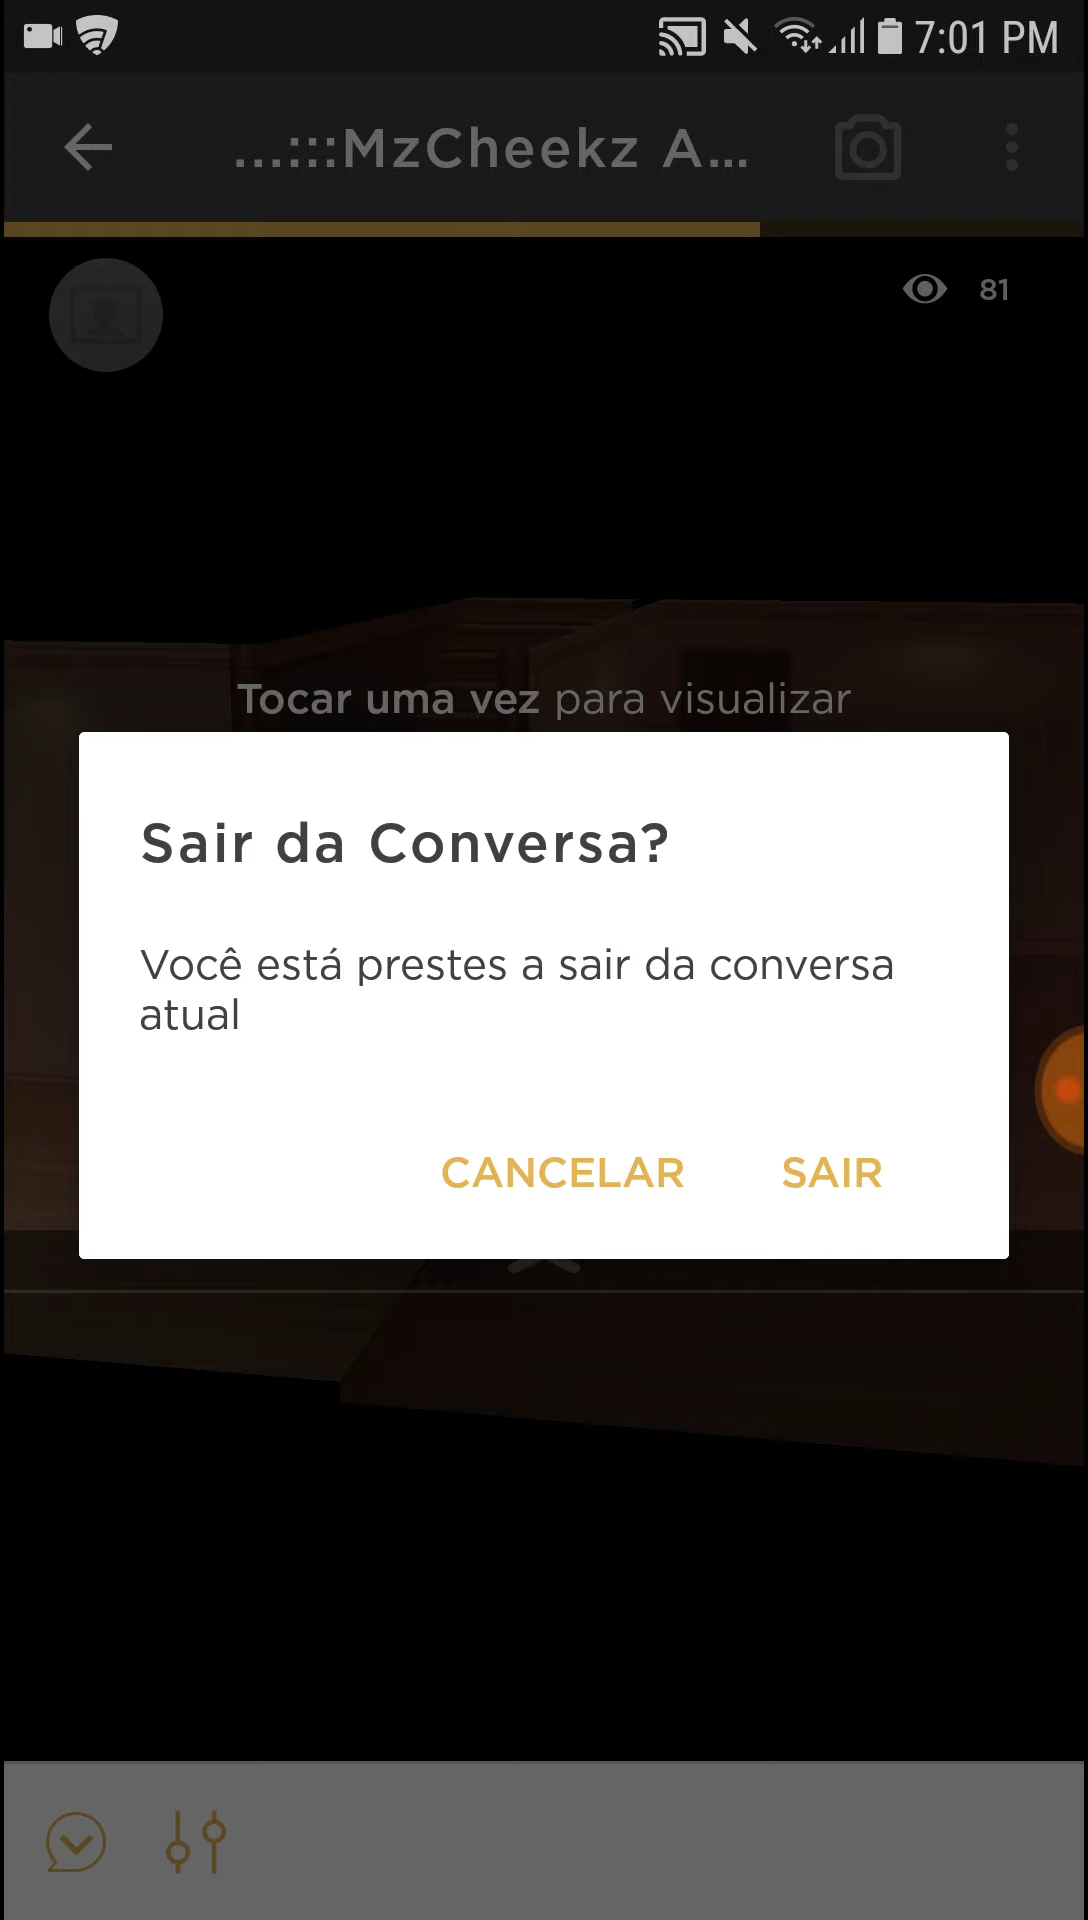 7:01 PM
...:::MzCheekz A...
81
Tocar uma vez para visualizar
Sair da Conversa?
Você está prestes a sair da conversa
atual
CANCELAR SAIR